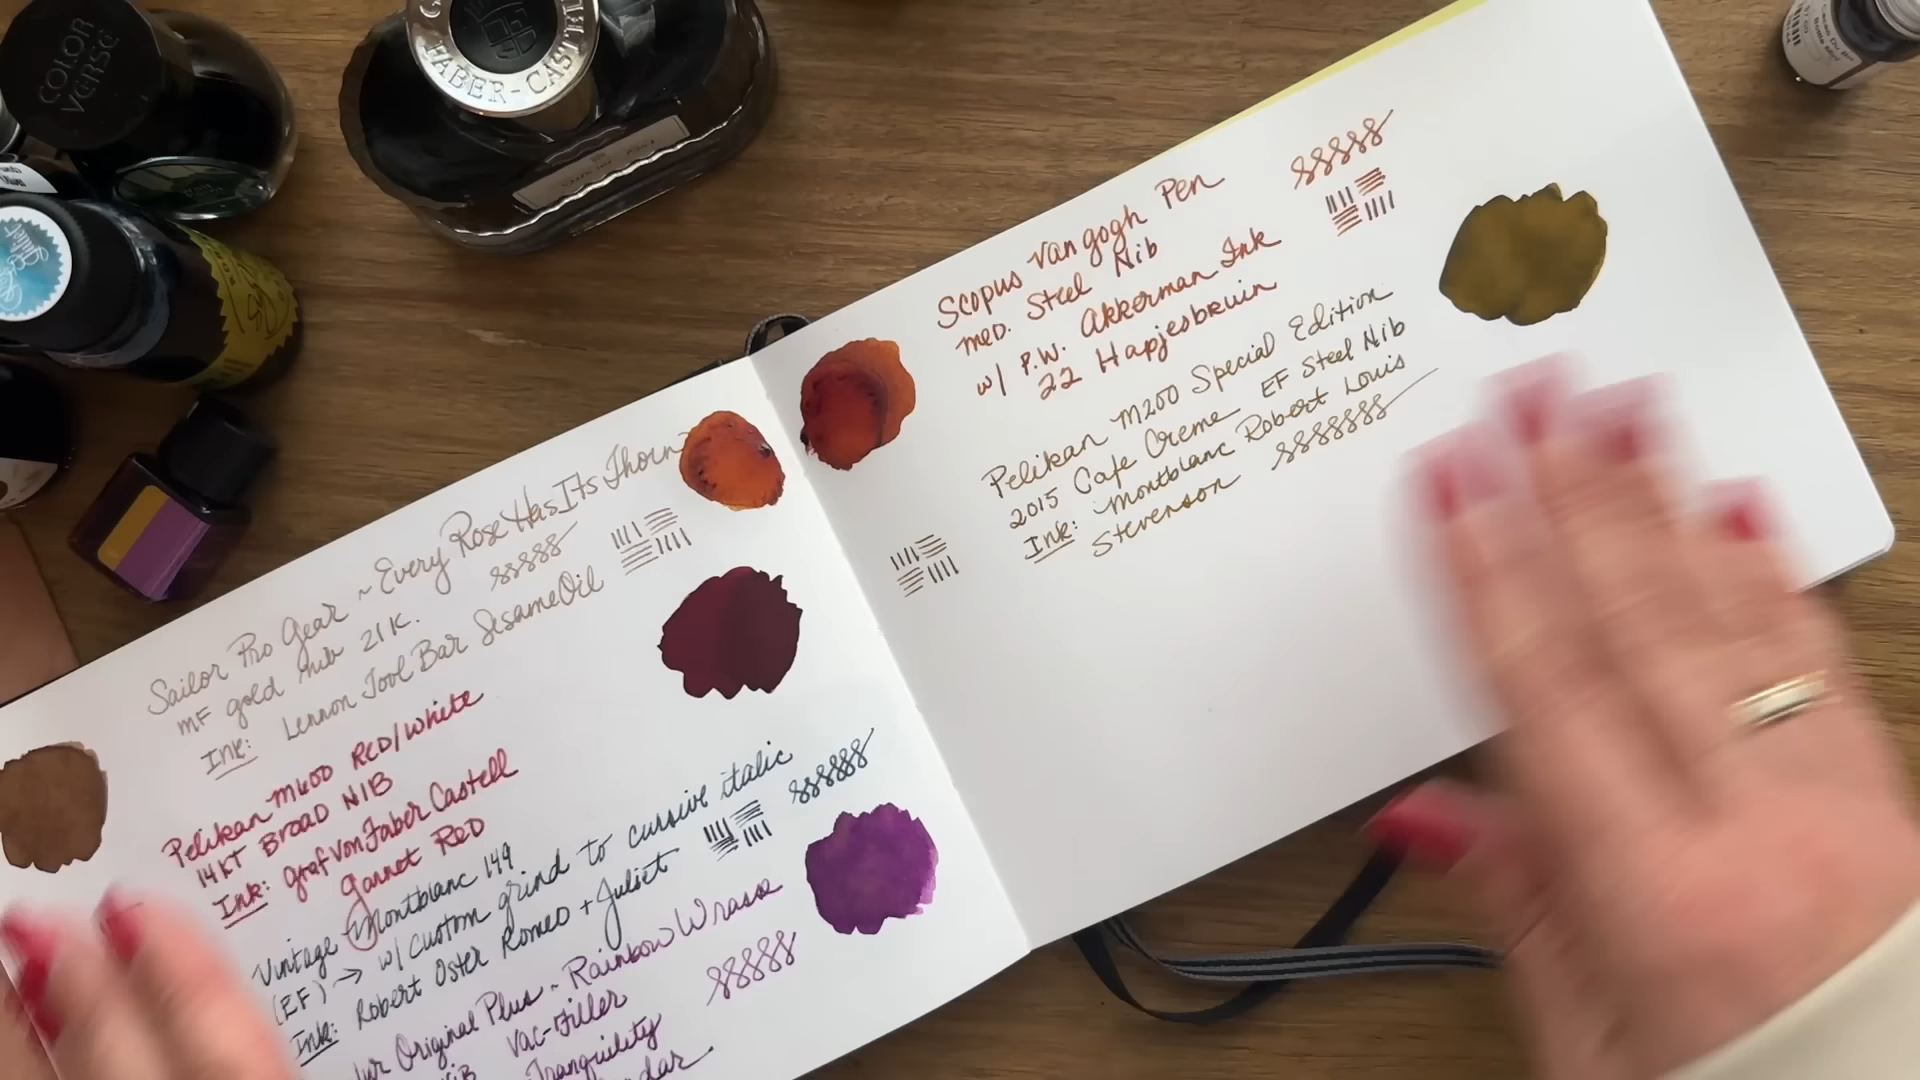 COLOR
VERSE
FABER-CASTELL
Sailor Pro Gear ~ Every Rose Has Its Thorn
MF gold nib 21K.
Ink: Lennon Tool Bar Sesame Oil
Pelikan M600 RED/White
14KT BROAD NIB
Ink: Graf Von Faber Castell
Garnet RED
Vintage Montblanc 149
(EF) → w/ custom grind to cursive italic
Ink: Robert Oster Romeo + Juliet
Original Plus ~ Rainbow Wrasse
Vac-Filler
Tranquility
Scopus Van gogh Pen
med. Steel Nib
w/ P.W. Akkerman Ink
22 Hapjesbruin
Pelikan M200 Special Edition
2015 Cafe Creme EF Steel Nib
Ink: Montblanc Robert Louis
Stevenson